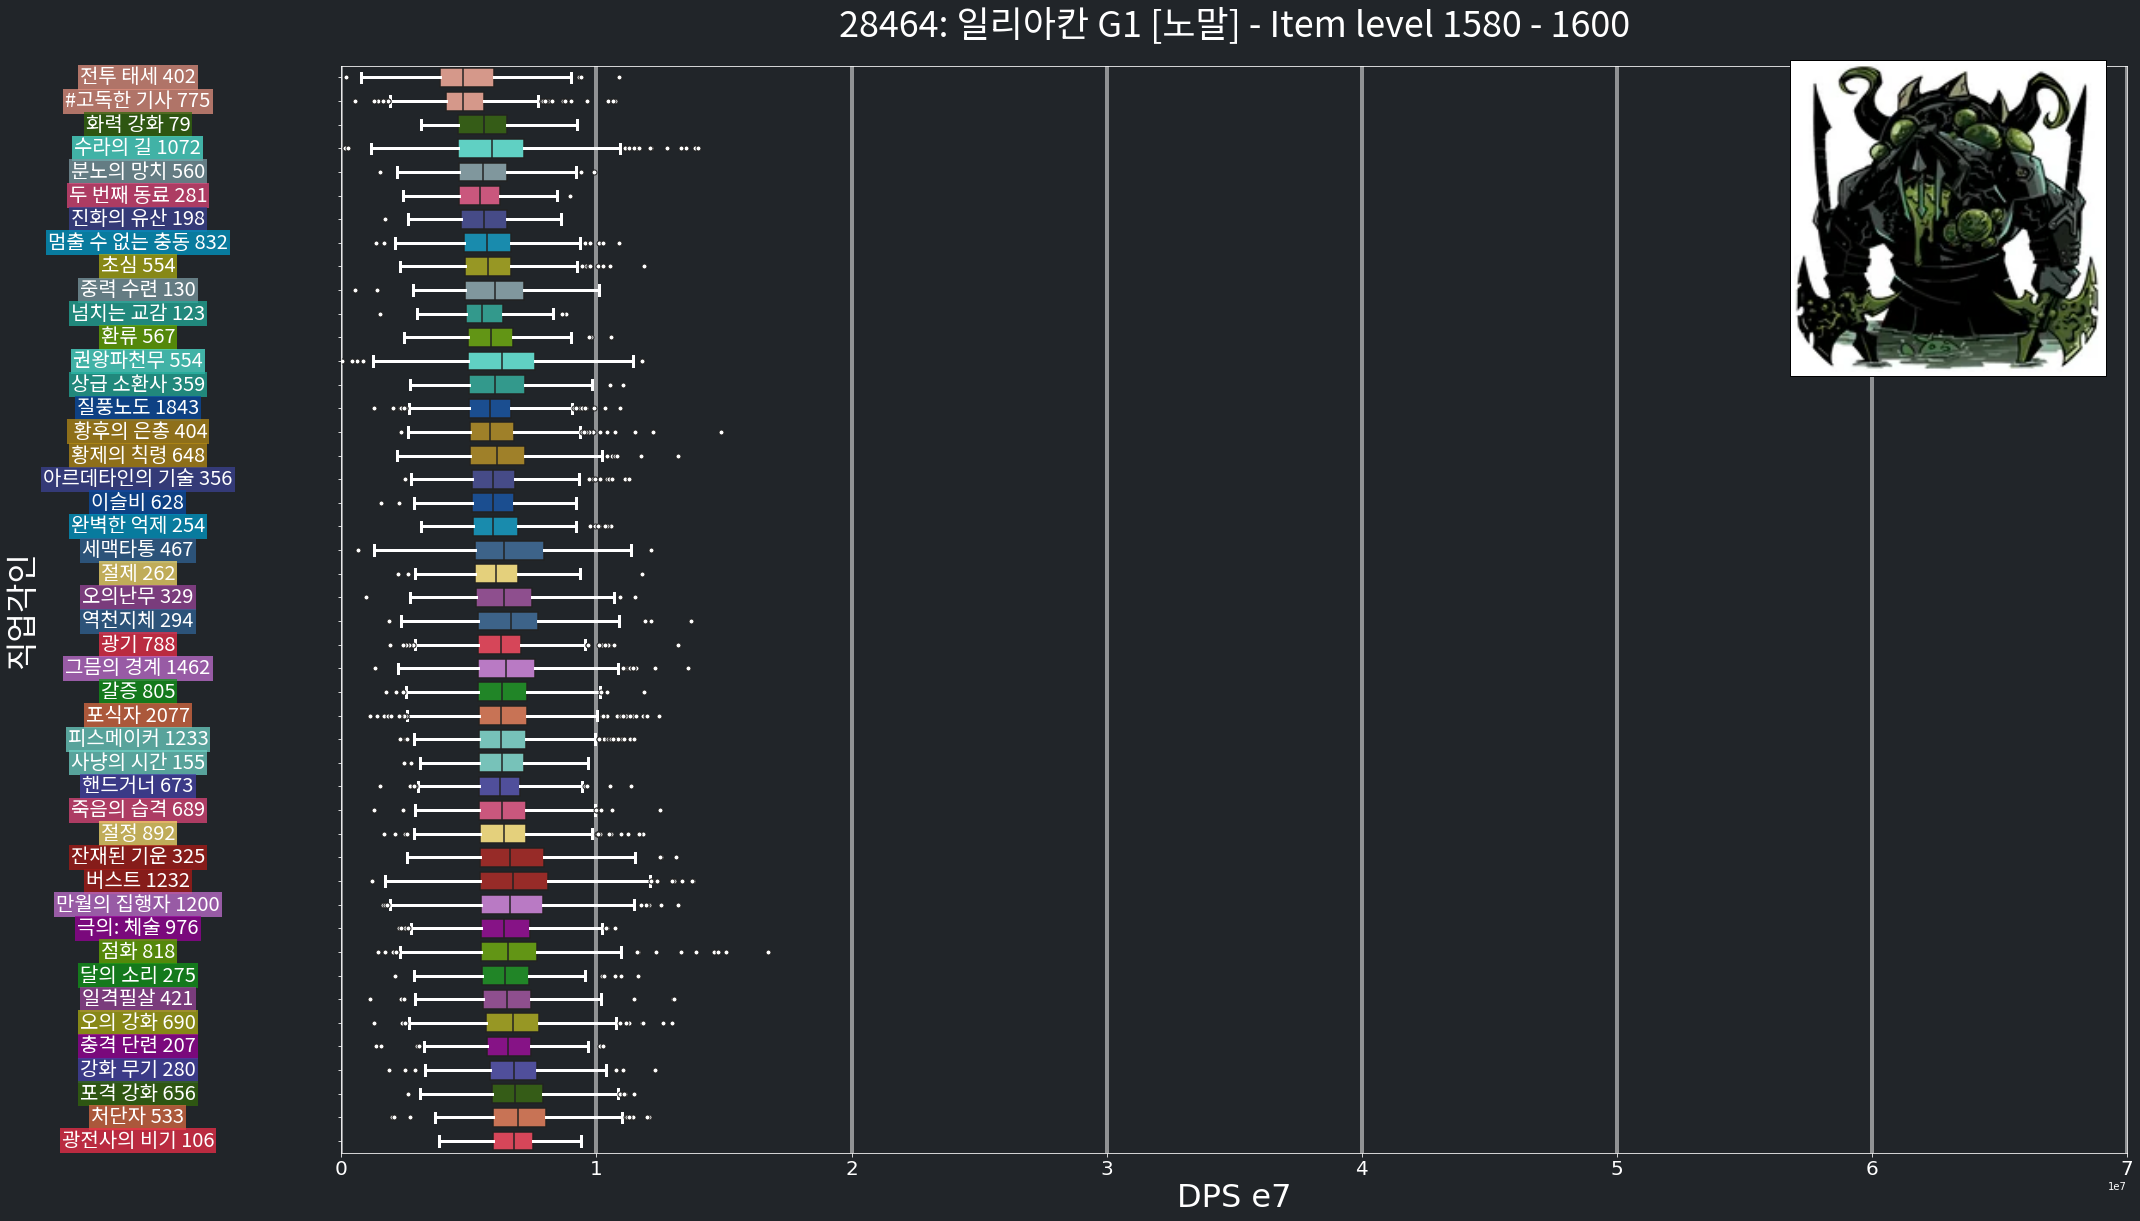 28464: 일리아칸 G1 [노말] - Item level 1580 - 1600
전투 태세 402
#고독한 기사 775
화력 강화 79
수라의 길 1072
분노의 망치 560
두 번째 동료 281
진화의 유산 198
멈출 수 없는 충동 832
초심 554
중력 수련 130
넘치는 교감 123
환류 567
권왕파천무 554
상급 소환사 359
질풍노도 1843
황후의 은총 404
황제의 칙령 648
아르데타인의 기술 356
이슬비 628
완벽한 억제 254
세맥타통 467
절제 262
오의난무 329
역천지체 294
광기 788
그믐의 경계 1462
갈증 805
포식자 2077
피스메이커 1233
사냥의 시간 155
핸드거너 673
죽음의 습격 689
절정 892
잔재된 기운 325
버스트 1232
만월의 집행자 1200
극의: 체술 976
점화 818
달의 소리 275
일격필살 421
오의 강화 690
충격 단련 207
강화 무기 280
포격 강화 656
처단자 533
광전사의 비기 106
직업각인
0 1 2 3 4 5 6 7
1e7
DPS e7